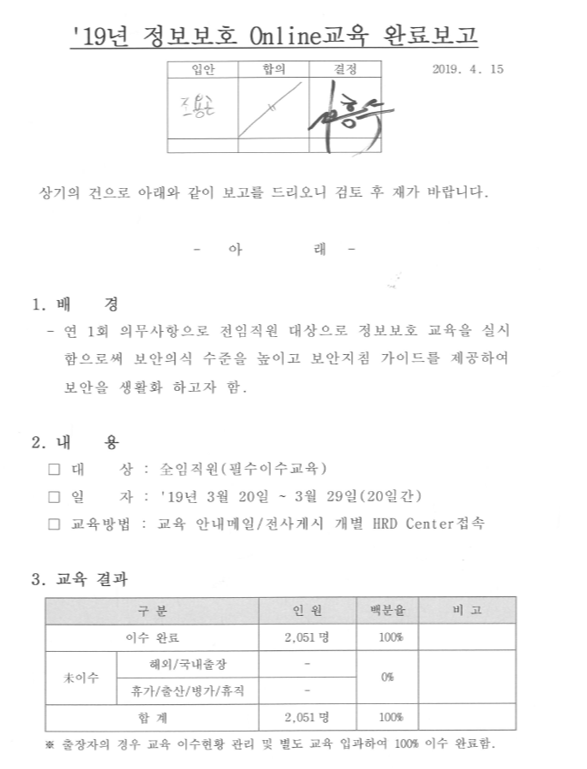 '19년 정보보호 Online교육 완료보고
입안 합의 결정
2019. 4. 15
상기의 건으로 아래와 같이 보고를 드리오니 검토 후 재가 바랍니다.
- 아 래 -
1. 배 경
- 연 1회 의무사항으로 전임직원 대상으로 정보보호 교육을 실시
함으로써 보안의식 수준을 높이고 보안지침 가이드를 제공하여
보안을 생활화 하고자 함.
2. 내 용
□ 대 상 : 全임직원(필수이수교육)
□ 일 자 : '19년 3월 20일 ~ 3월 29일(20일간)
□ 교육방법 : 교육 안내메일/전사게시 개별 HRD Center접속
3. 교육 결과
구 분 인 원 백분율 비 고
이수 완료 2,051명 100%
未이수 해외/국내출장 - 0%
휴가/출산/병가/휴직 -
합 계 2,051명 100%
※ 출장자의 경우 교육 이수현황 관리 및 별도 교육 입과하여 100% 이수 완료함.